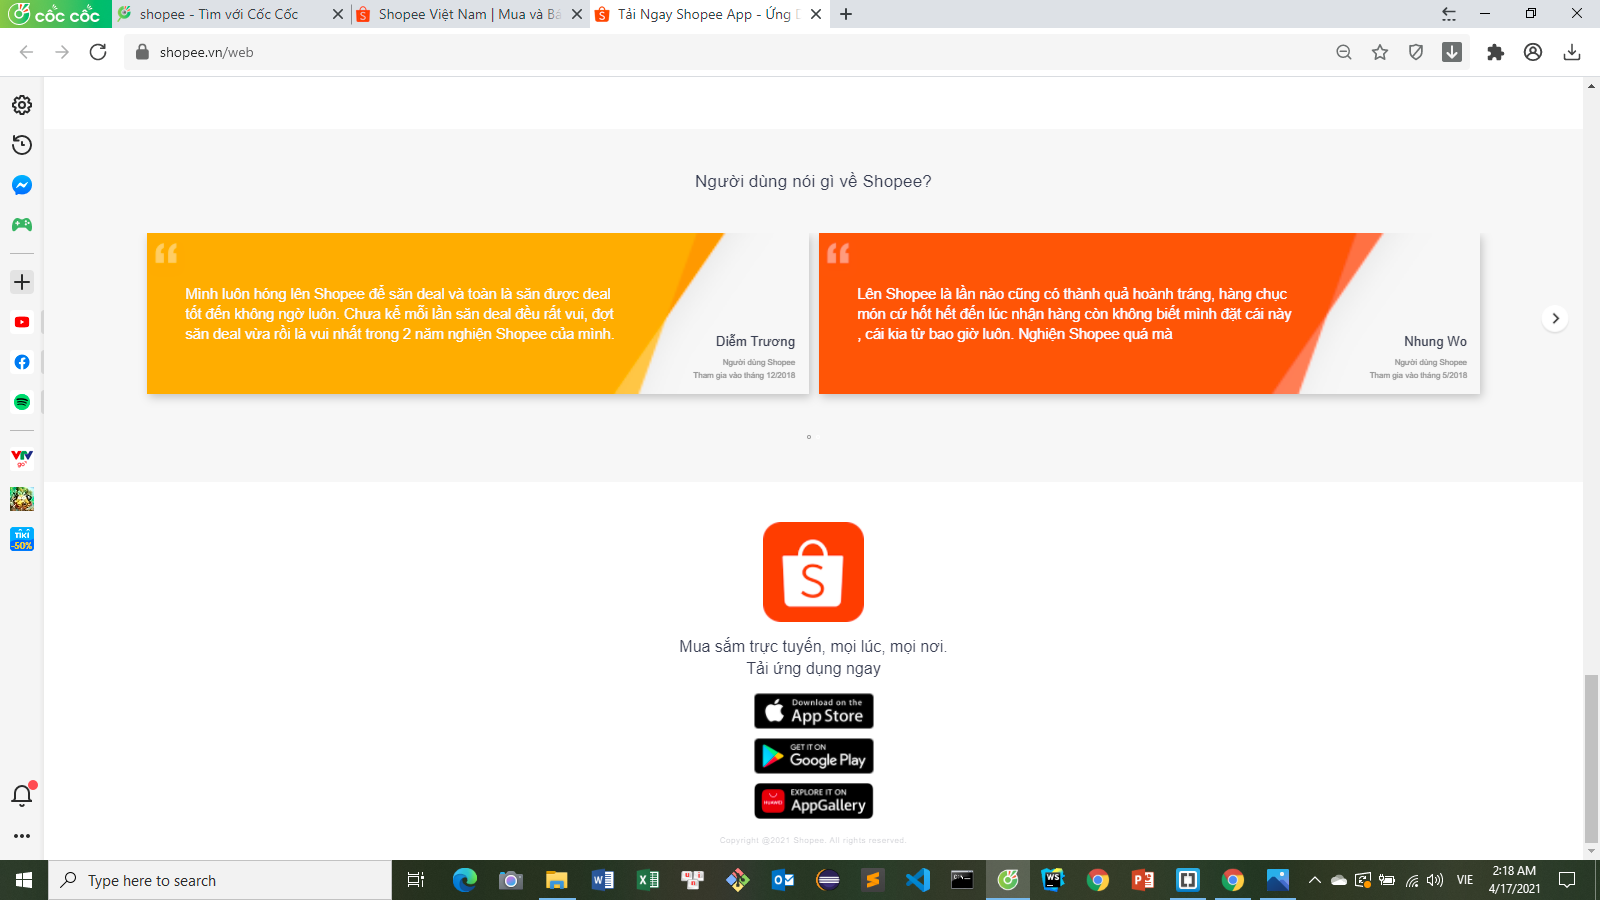 cốc cốc
shopee - Tìm với Cốc Cốc
Shopee Việt Nam | Mua và Bá
Tải Ngay Shopee App - Ứng D
shopee.vn/web
Người dùng nói gì về Shopee?
Mình luôn hóng lên Shopee để săn deal và toàn là săn được deal
tốt đến không ngờ luôn. Chưa kể mỗi lần săn deal đều rất vui, đợt
săn deal vừa rồi là vui nhất trong 2 năm nghiện Shopee của mình.
Diễm Trương
Người dùng Shopee
Tham gia vào tháng 12/2018
Lên Shopee là lần nào cũng có thành quả hoành tráng, hàng chục
món cứ hốt hết đến lúc nhận hàng còn không biết mình đặt cái này
, cái kia từ bao giờ luôn. Nghiện Shopee quá mà
Nhung Wo
Người dùng Shopee
Tham gia vào tháng 5/2018
VTV
go
TIKI
-50%
S
Mua sắm trực tuyến, mọi lúc, mọi nơi.
Tải ứng dụng ngay
Download on the
App Store
GET IT ON
Google Play
HUAWEI
EXPLORE IT ON
AppGallery
Copyright @2021 Shopee. All rights reserved.
Type here to search
VIE
2:18 AM
4/17/2021